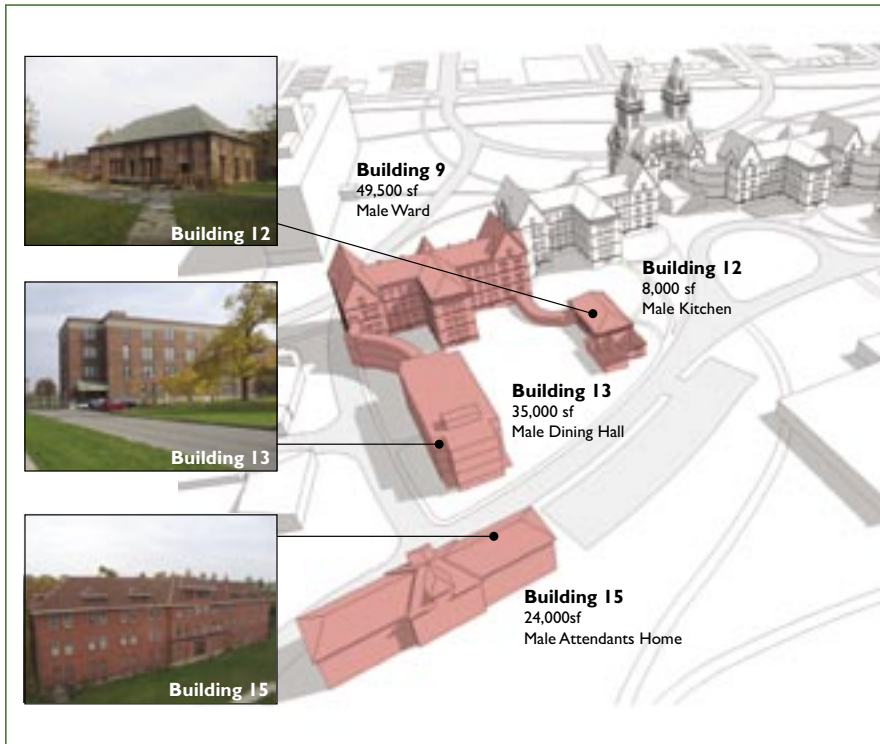 Building 12
Building 9
49,500 sf
Male Ward
Building 12
8,000 sf
Male Kitchen
Building 13
Building 13
35,000 sf
Male Dining Hall
Building 15
Building 15
24,000sf
Male Attendants Home